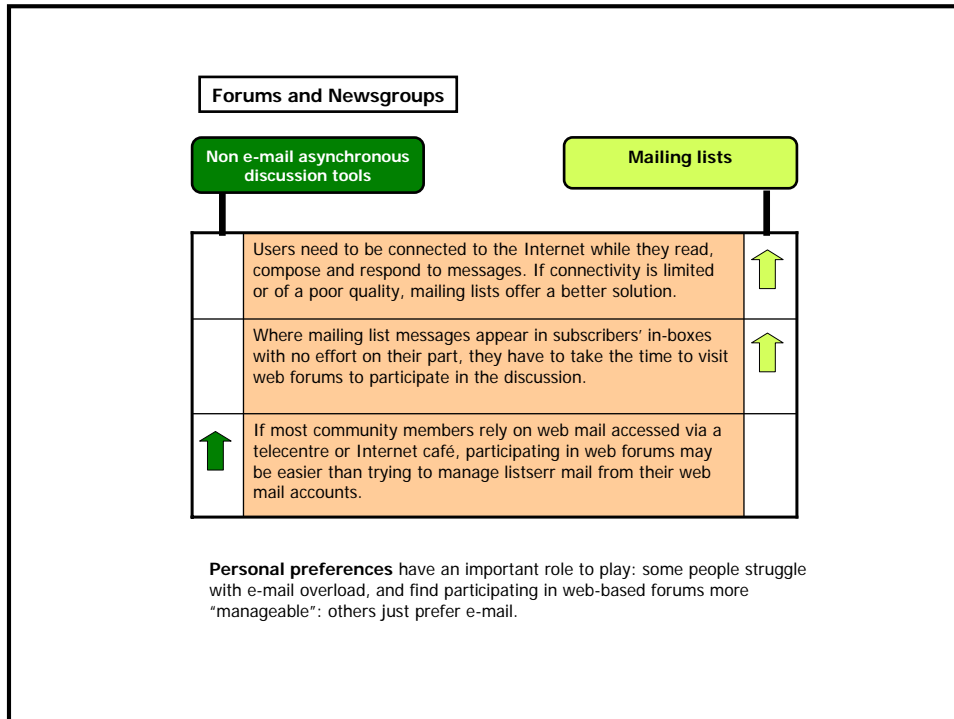 Forums and Newsgroups
Non e-mail asynchronous
discussion tools
Mailing lists
Users need to be connected to the Internet while they read,
compose and respond to messages. If connectivity is limited
or of a poor quality, mailing lists offer a better solution.
Where mailing list messages appear in subscribers' in-boxes
with no effort on their part, they have to take the time to visit
web forums to participate in the discussion.
If most community members rely on web mail accessed via a
telecentre or Internet café, participating in web forums may
be easier than trying to manage listserr mail from their web
mail accounts.
Personal preferences have an important role to play: some people struggle
with e-mail overload, and find participating in web-based forums more
“manageable”: others just prefer e-mail.